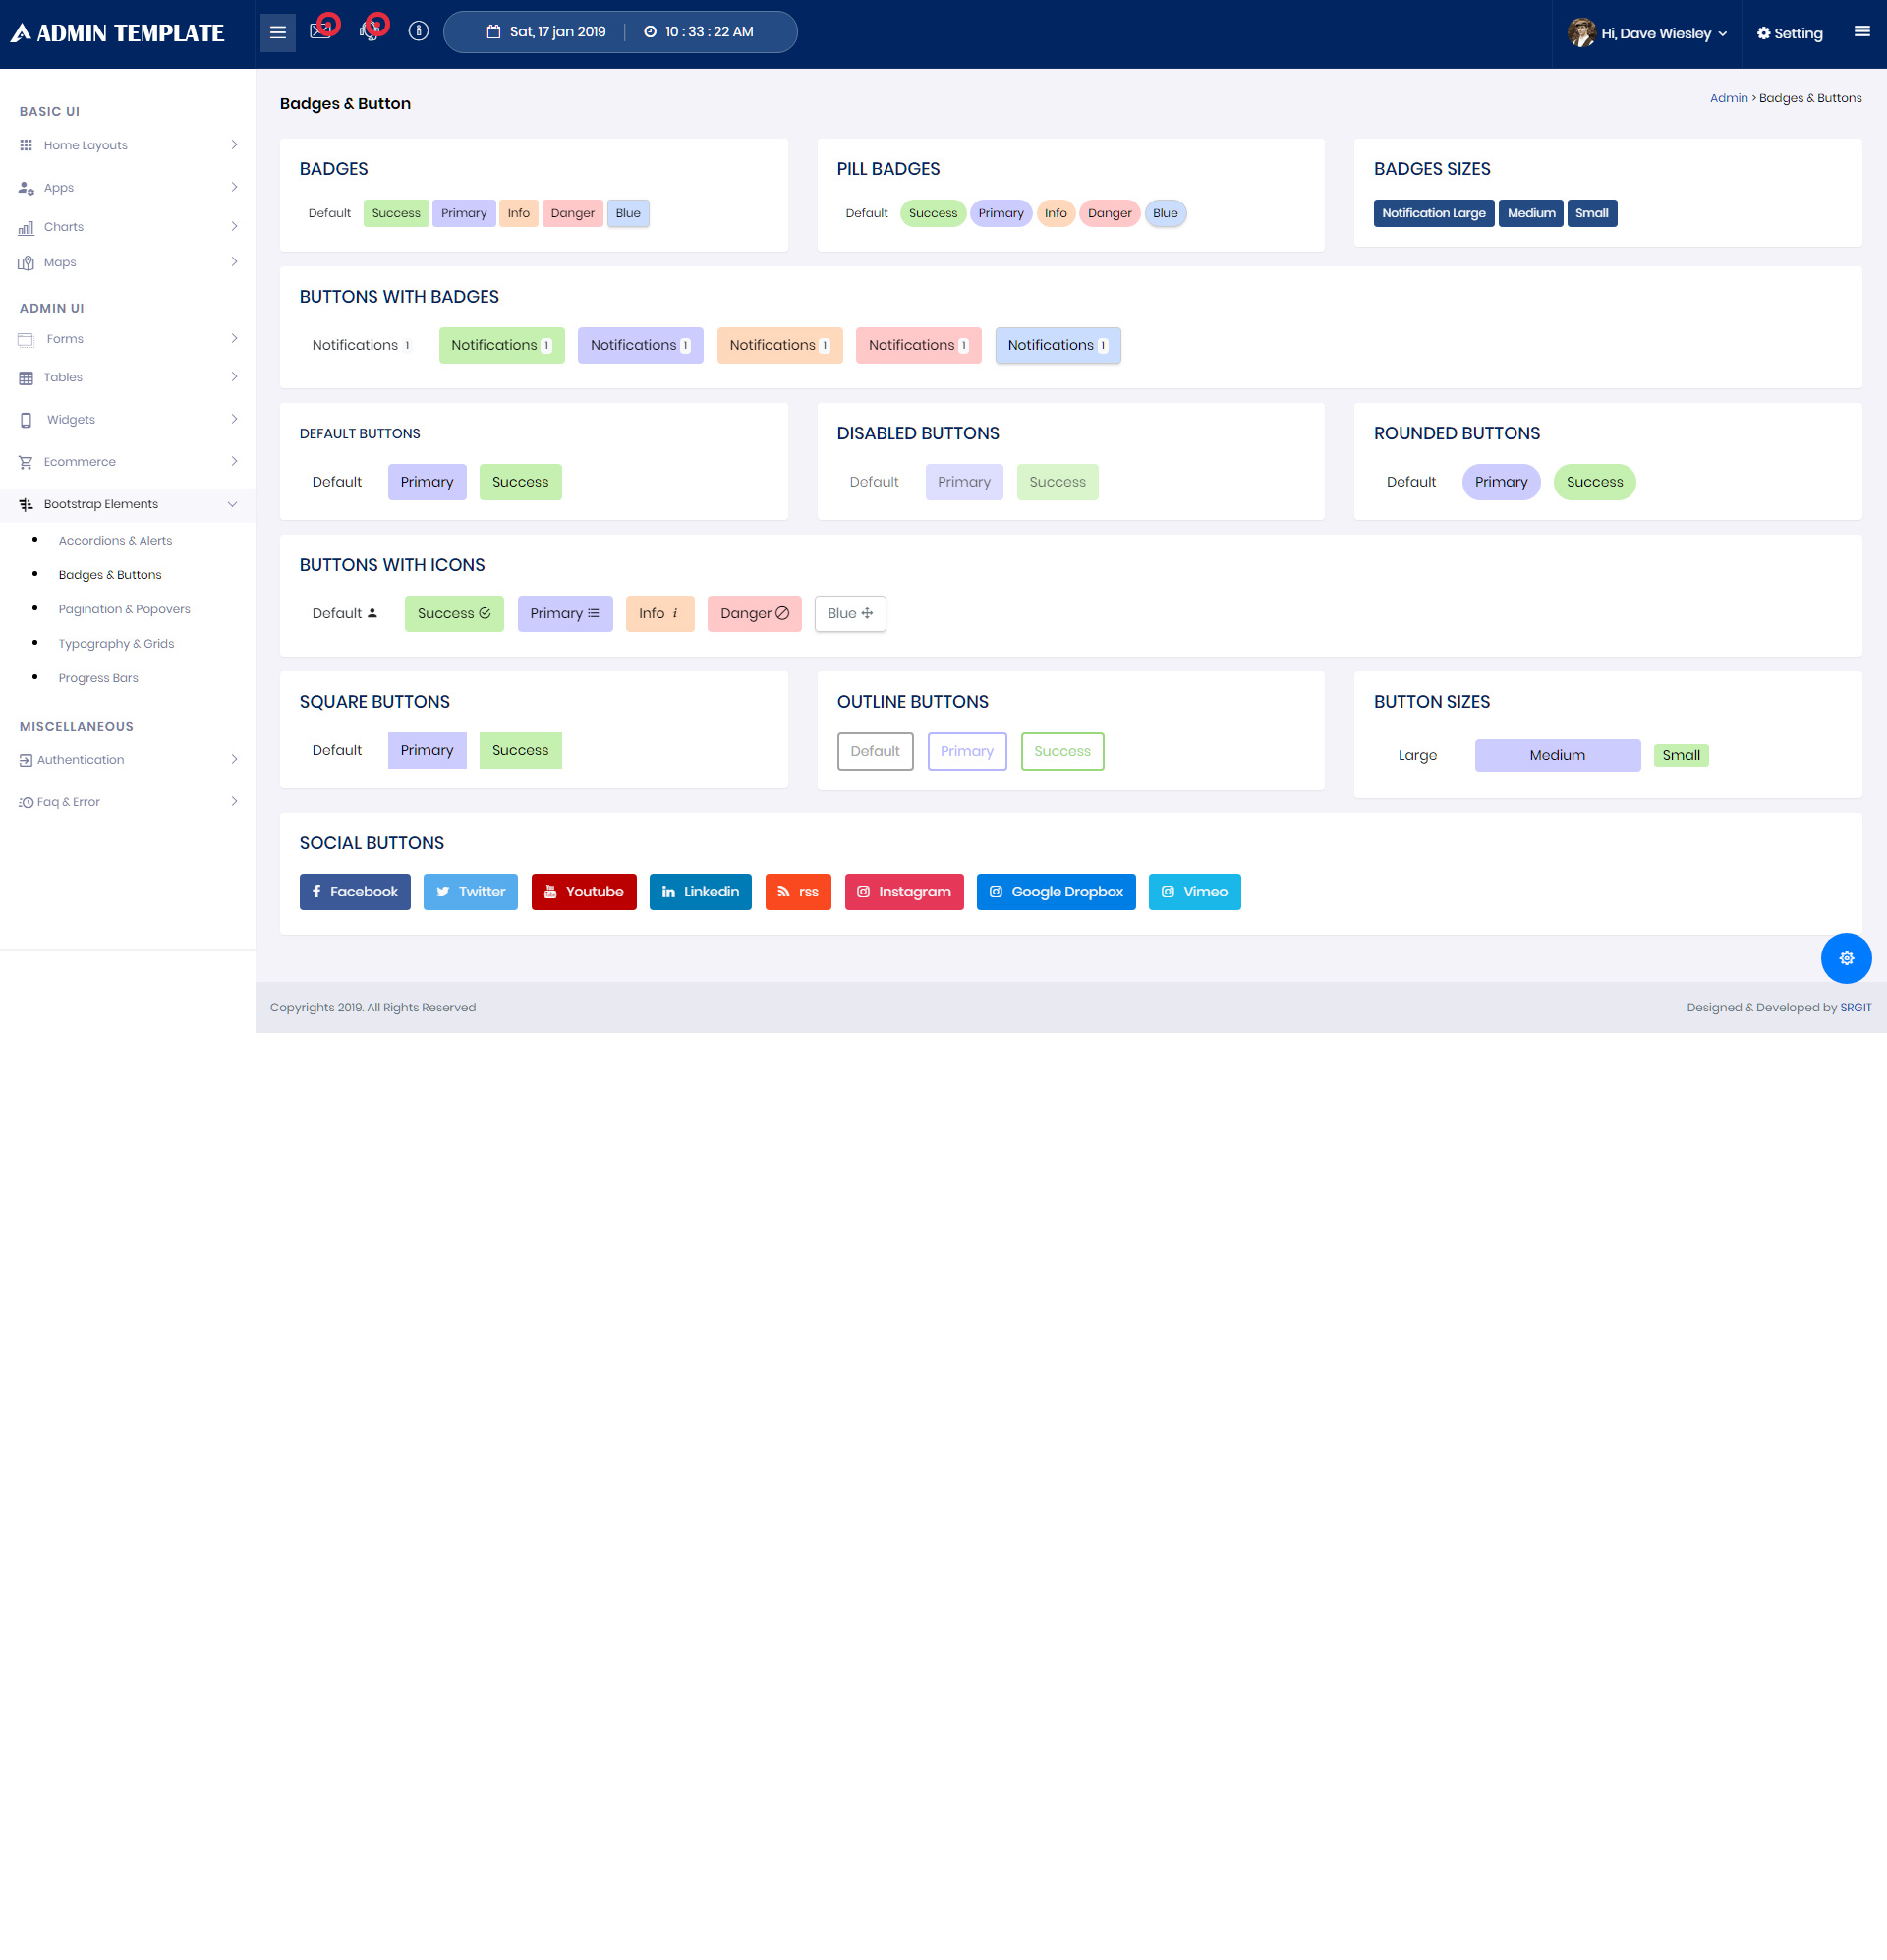 ADMIN TEMPLATE
Sat, 17 jan 2019
10 : 33 : 22 AM
Hi, Dave Wiesley
Setting
BASIC UI
Home Layouts
Apps
Charts
Maps
ADMIN UI
Forms
Tables
Widgets
Ecommerce
Bootstrap Elements
Accordions & Alerts
Badges & Buttons
Pagination & Popovers
Typography & Grids
Progress Bars
MISCELLANEOUS
Authentication
Faq & Error
Badges & Button
Admin > Badges & Buttons
BADGES
Default Success Primary Info Danger Blue
PILL BADGES
Default Success Primary Info Danger Blue
BADGES SIZES
Notification Large Medium Small
BUTTONS WITH BADGES
Notifications 1 Notifications 1 Notifications 1 Notifications 1 Notifications 1 Notifications 1
DEFAULT BUTTONS
Default Primary Success
DISABLED BUTTONS
Default Primary Success
ROUNDED BUTTONS
Default Primary Success
BUTTONS WITH ICONS
Default Success Primary Info i Danger Blue
SQUARE BUTTONS
Default Primary Success
OUTLINE BUTTONS
Default Primary Success
BUTTON SIZES
Large Medium Small
SOCIAL BUTTONS
Facebook Twitter Youtube Linkedin rss Instagram Google Dropbox Vimeo
Copyrights 2019. All Rights Reserved
Designed & Developed by SRGIT